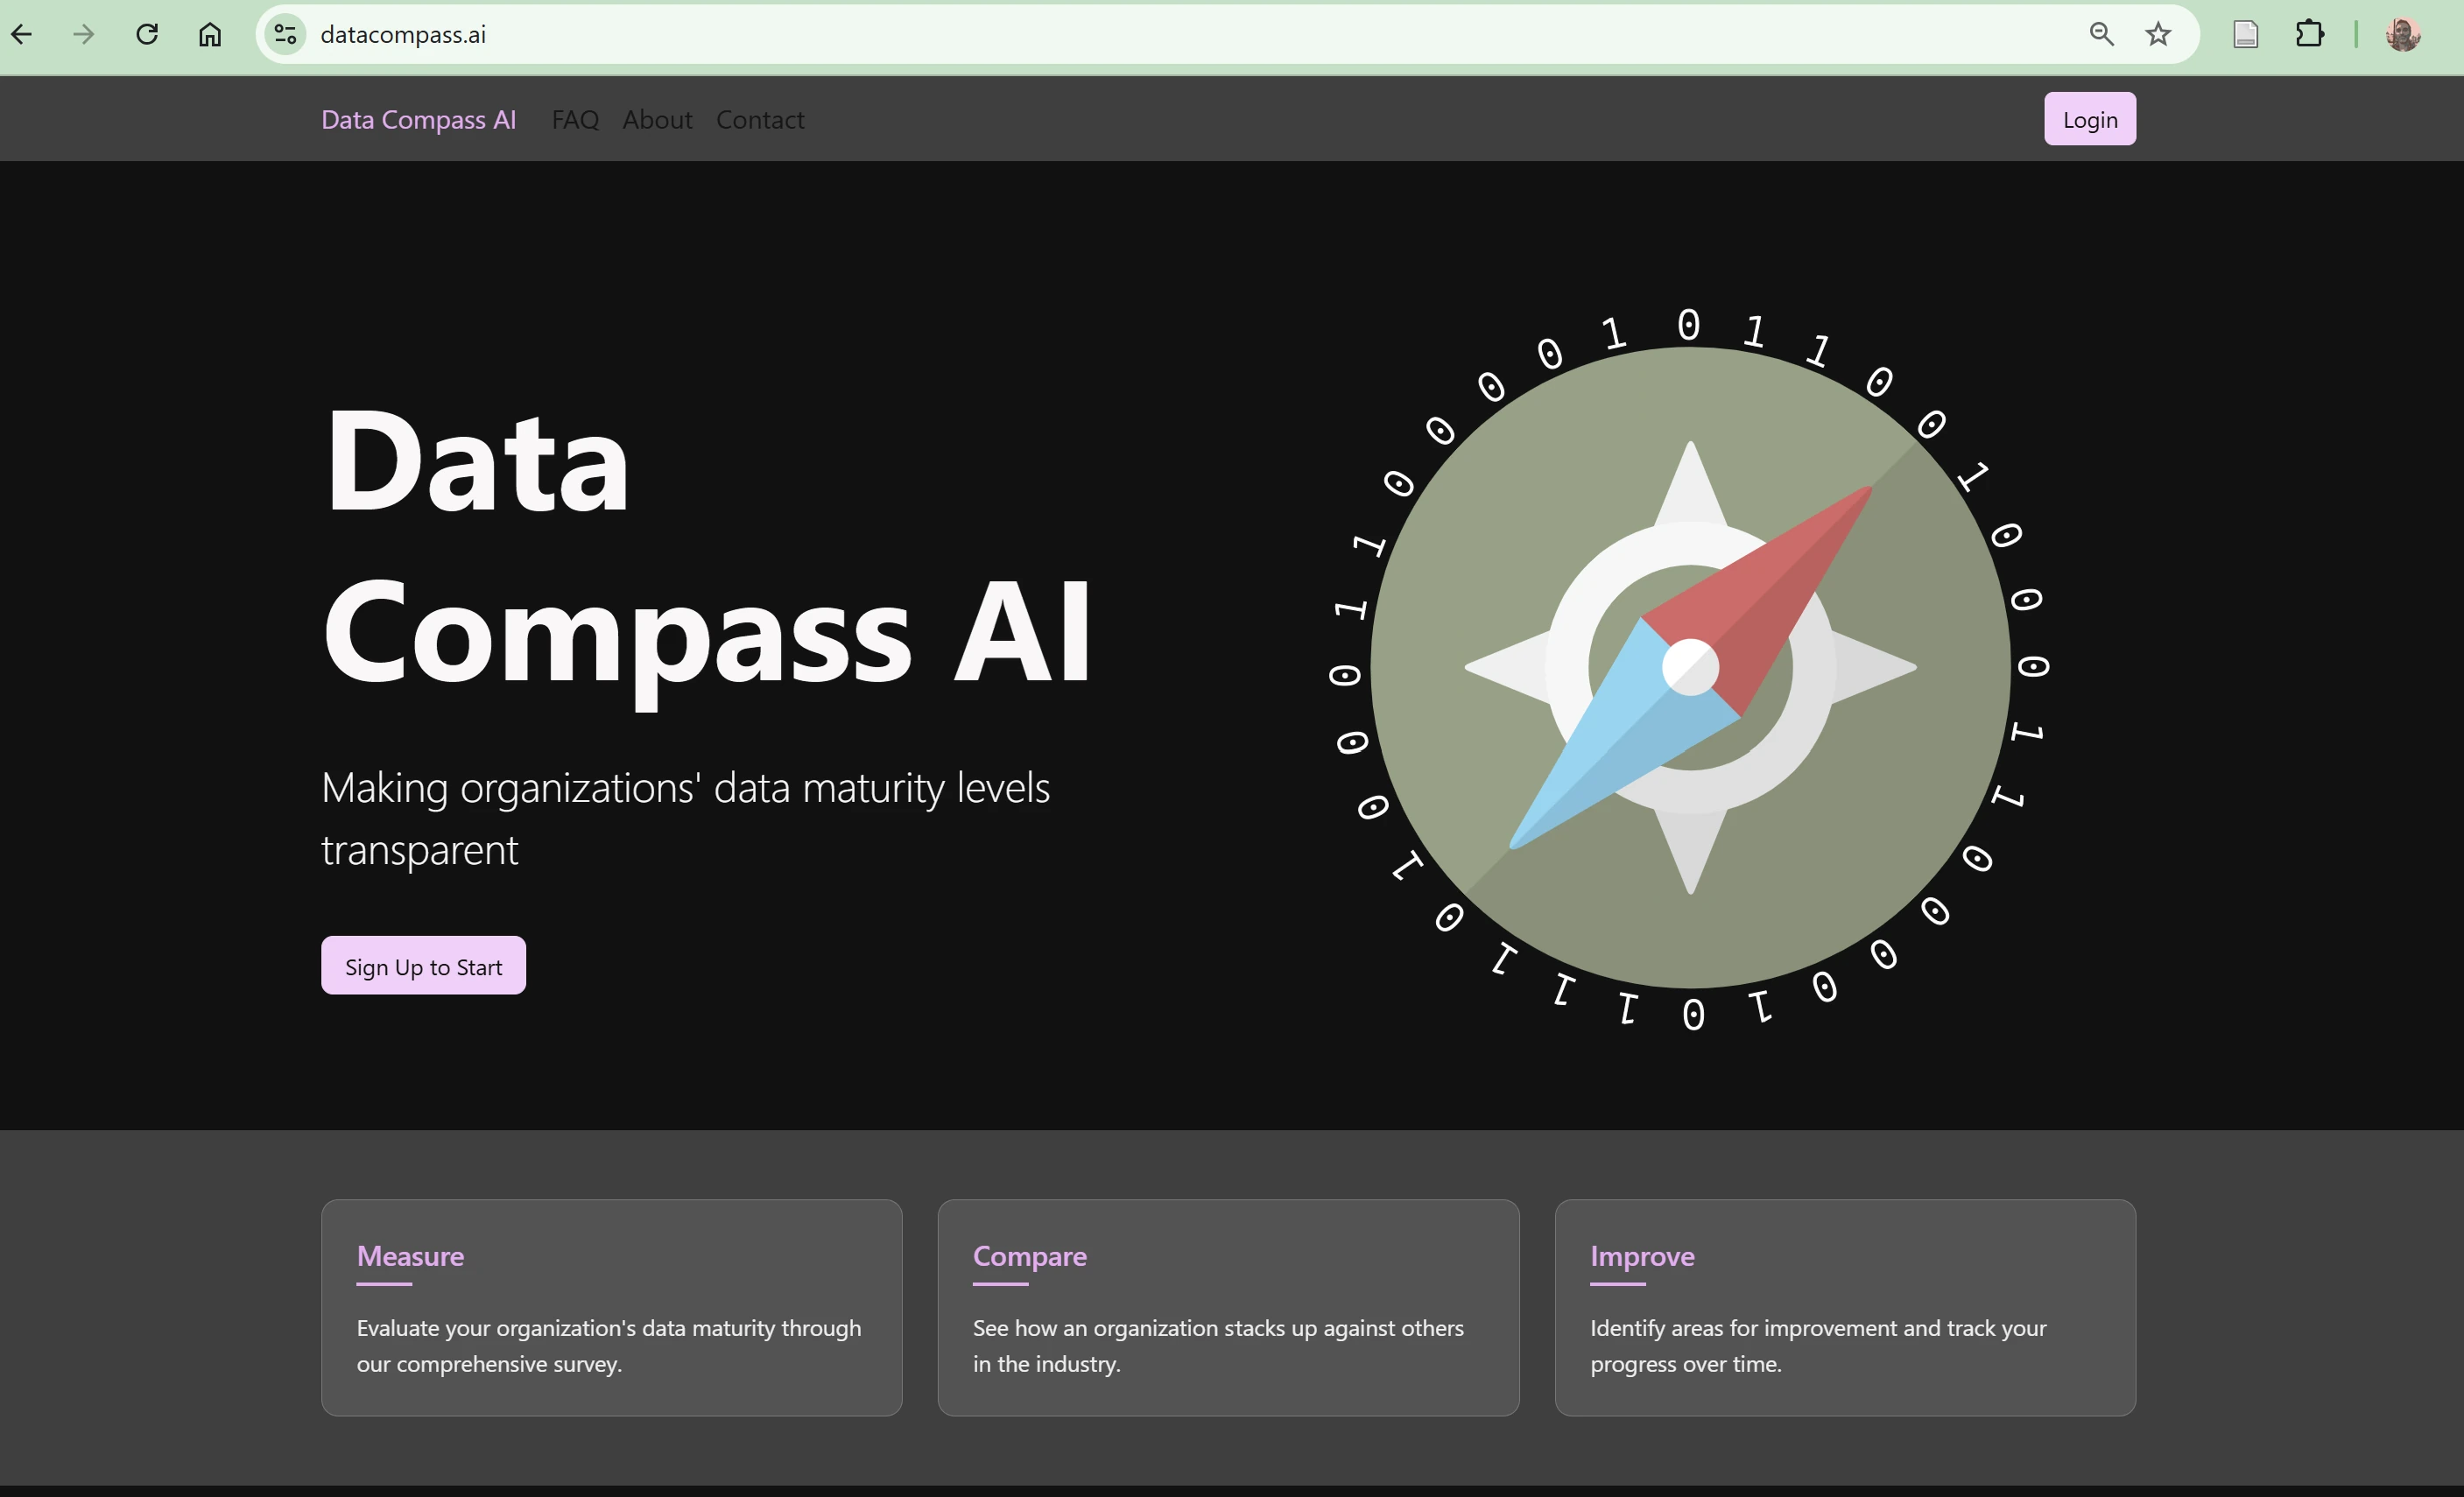 datacompass.ai
Data Compass AI FAQ About Contact Login
Data
Compass AI
Making organizations' data maturity levels
transparent
Sign Up to Start
0 1 1 0 0 1 0 0 0 1 1 0 0 0 0 1 0 1 1 1 0 1 0 0 0 1 1 0 0 0 0 1
Measure
Evaluate your organization's data maturity through
our comprehensive survey.
Compare
See how an organization stacks up against others
in the industry.
Improve
Identify areas for improvement and track your
progress over time.